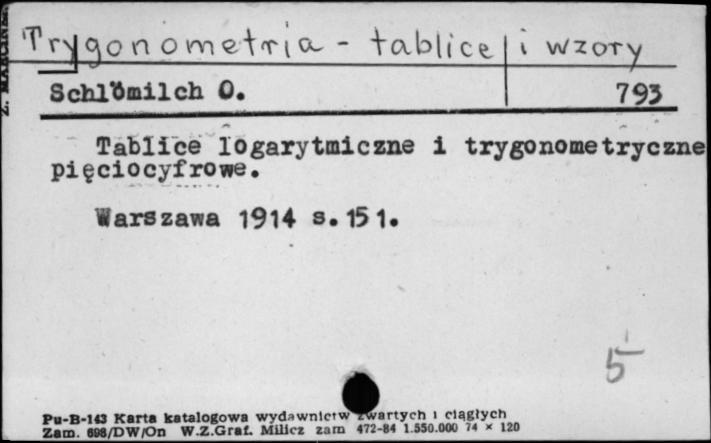 Trygonometria - tablice i wzory
Schlömilch O. 793
Tablice logarytmiczne i trygonometryczne
pięciocyfrowe.
Warszawa 1914 s. 151.
5
Pu-B-143 Karta katalogowa wydawnictw zwartych i ciągłych
Zam. 698/DW/On W.Z.Graf. Milicz zam 472-84 1.550.000 74 × 120